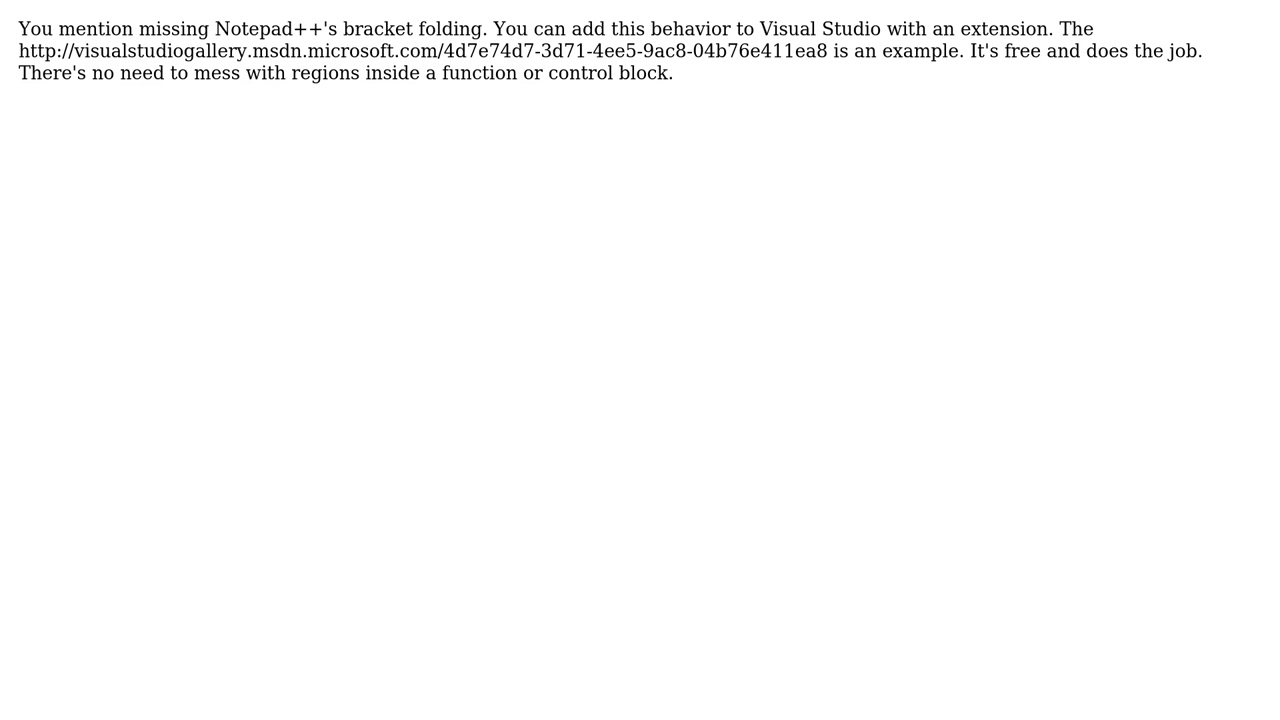 You mention missing Notepad++'s bracket folding. You can add this behavior to Visual Studio with an extension. The
http://visualstudiogallery.msdn.microsoft.com/4d7e74d7-3d71-4ee5-9ac8-04b76e411ea8 is an example. It's free and does the job.
There's no need to mess with regions inside a function or control block.